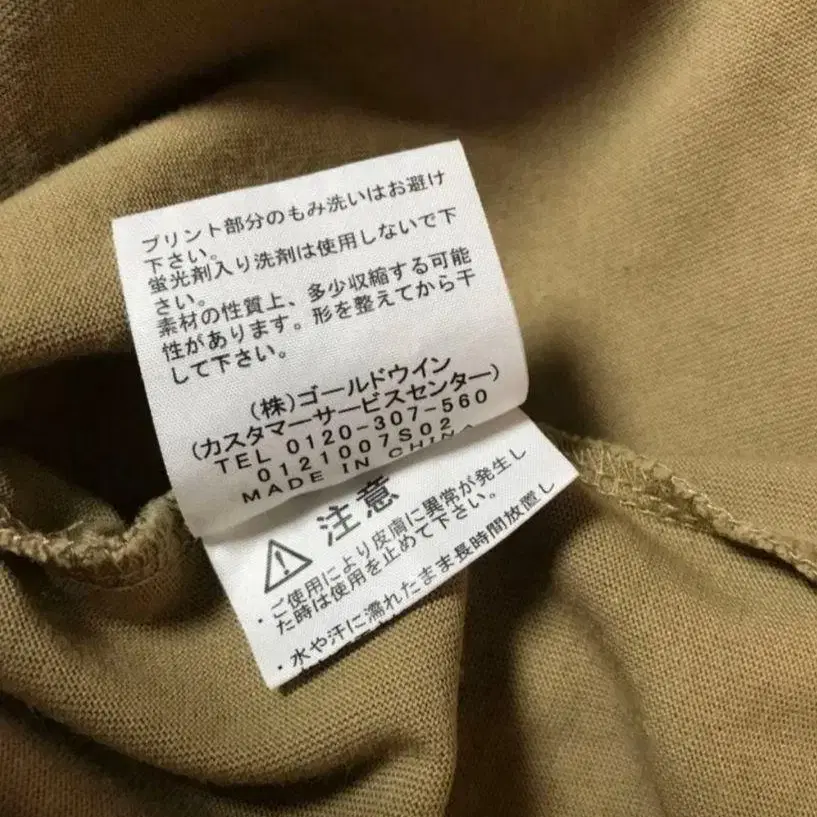 プリント部分のもみ洗いはお避け
下さい。
蛍光剤入り洗剤は使用しないで下
さい。
素材の性質上、多少収縮する可能
性があります。形を整えてから干
して下さい。
(株)ゴールドウイン
(カスタマーサービスセンター)
TEL 0120-307-560
0121007S02
MADE IN CHINA
注意
・ご使用により皮膚に異常が発生し
た時は使用を止めて下さい。
・水や汗に濡れたまま長時間放置し